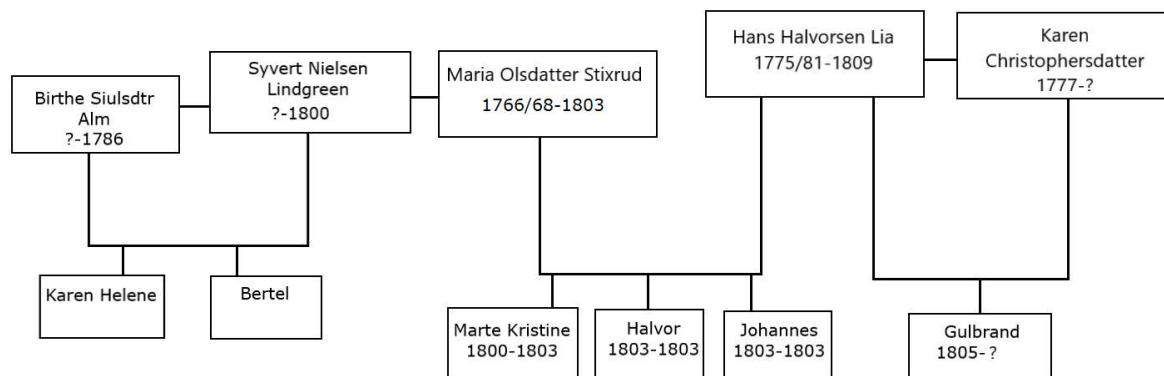 Birthe Siulsdtr
Alm
?-1786
Syvert Nielsen
Lindgreen
?-1800
Maria Olsdatter Stixrud
1766/68-1803
Hans Halvorsen Lia
1775/81-1809
Karen
Christophersdatter
1777-?
Karen Helene
Bertel
Marte Kristine
1800-1803
Halvor
1803-1803
Johannes
1803-1803
Gulbrand
1805-?